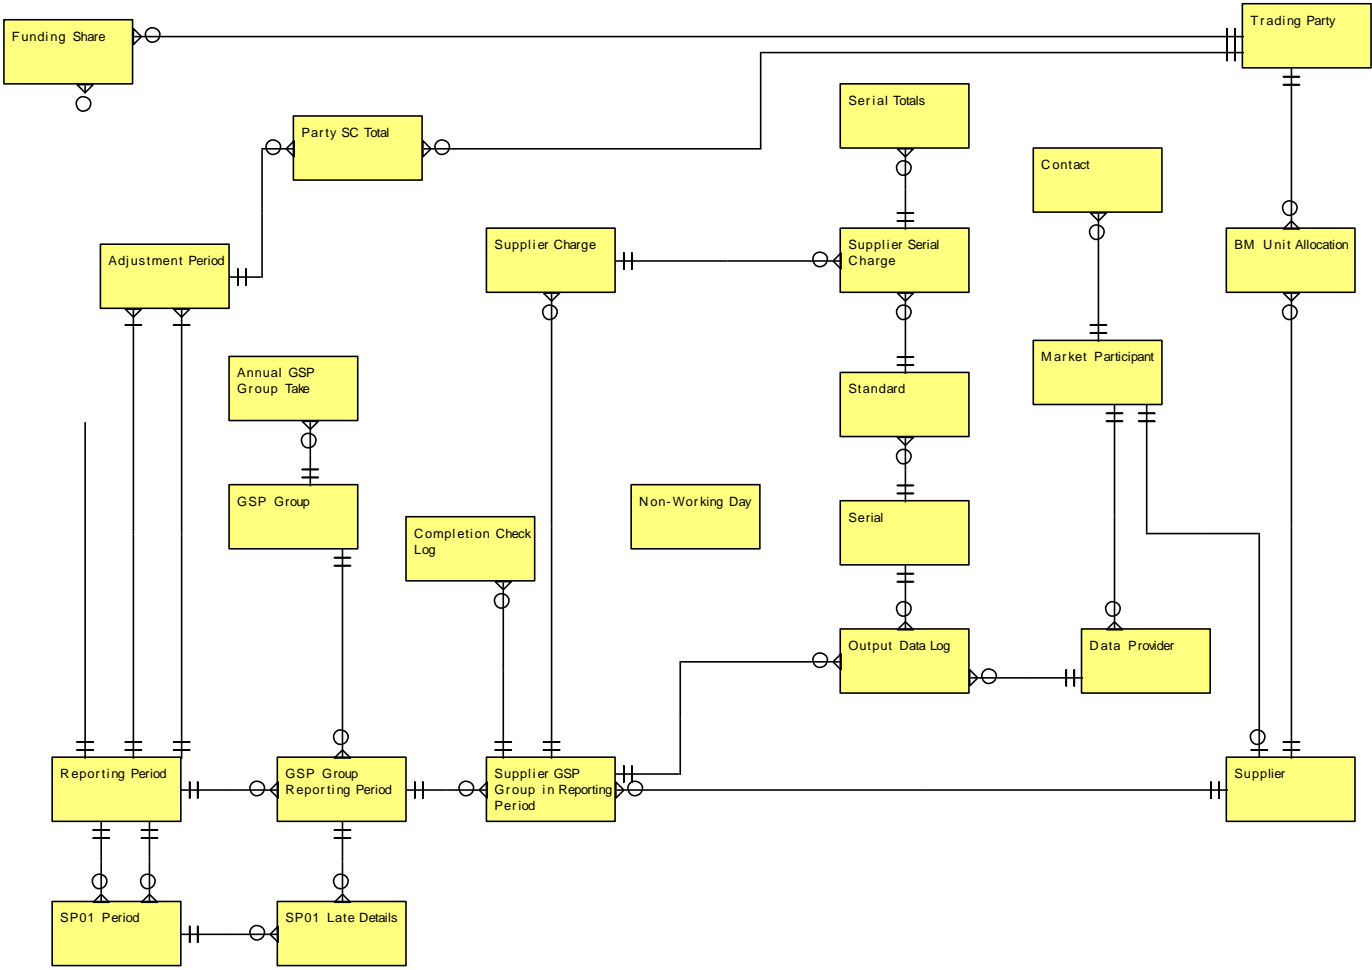 Funding Share
Trading Party
Party SC Total
Serial Totals
Contact
Adjustment Period
Supplier Charge
Supplier Serial
Charge
BM Unit Allocation
Annual GSP
Group Take
Standard
Market Participant
GSP Group
Completion Check
Log
Non-Working Day
Serial
Output Data Log
Data Provider
Reporting Period
GSP Group
Reporting Period
Supplier GSP
Group in Reporting
Period
Supplier
SP01 Period
SP01 Late Details